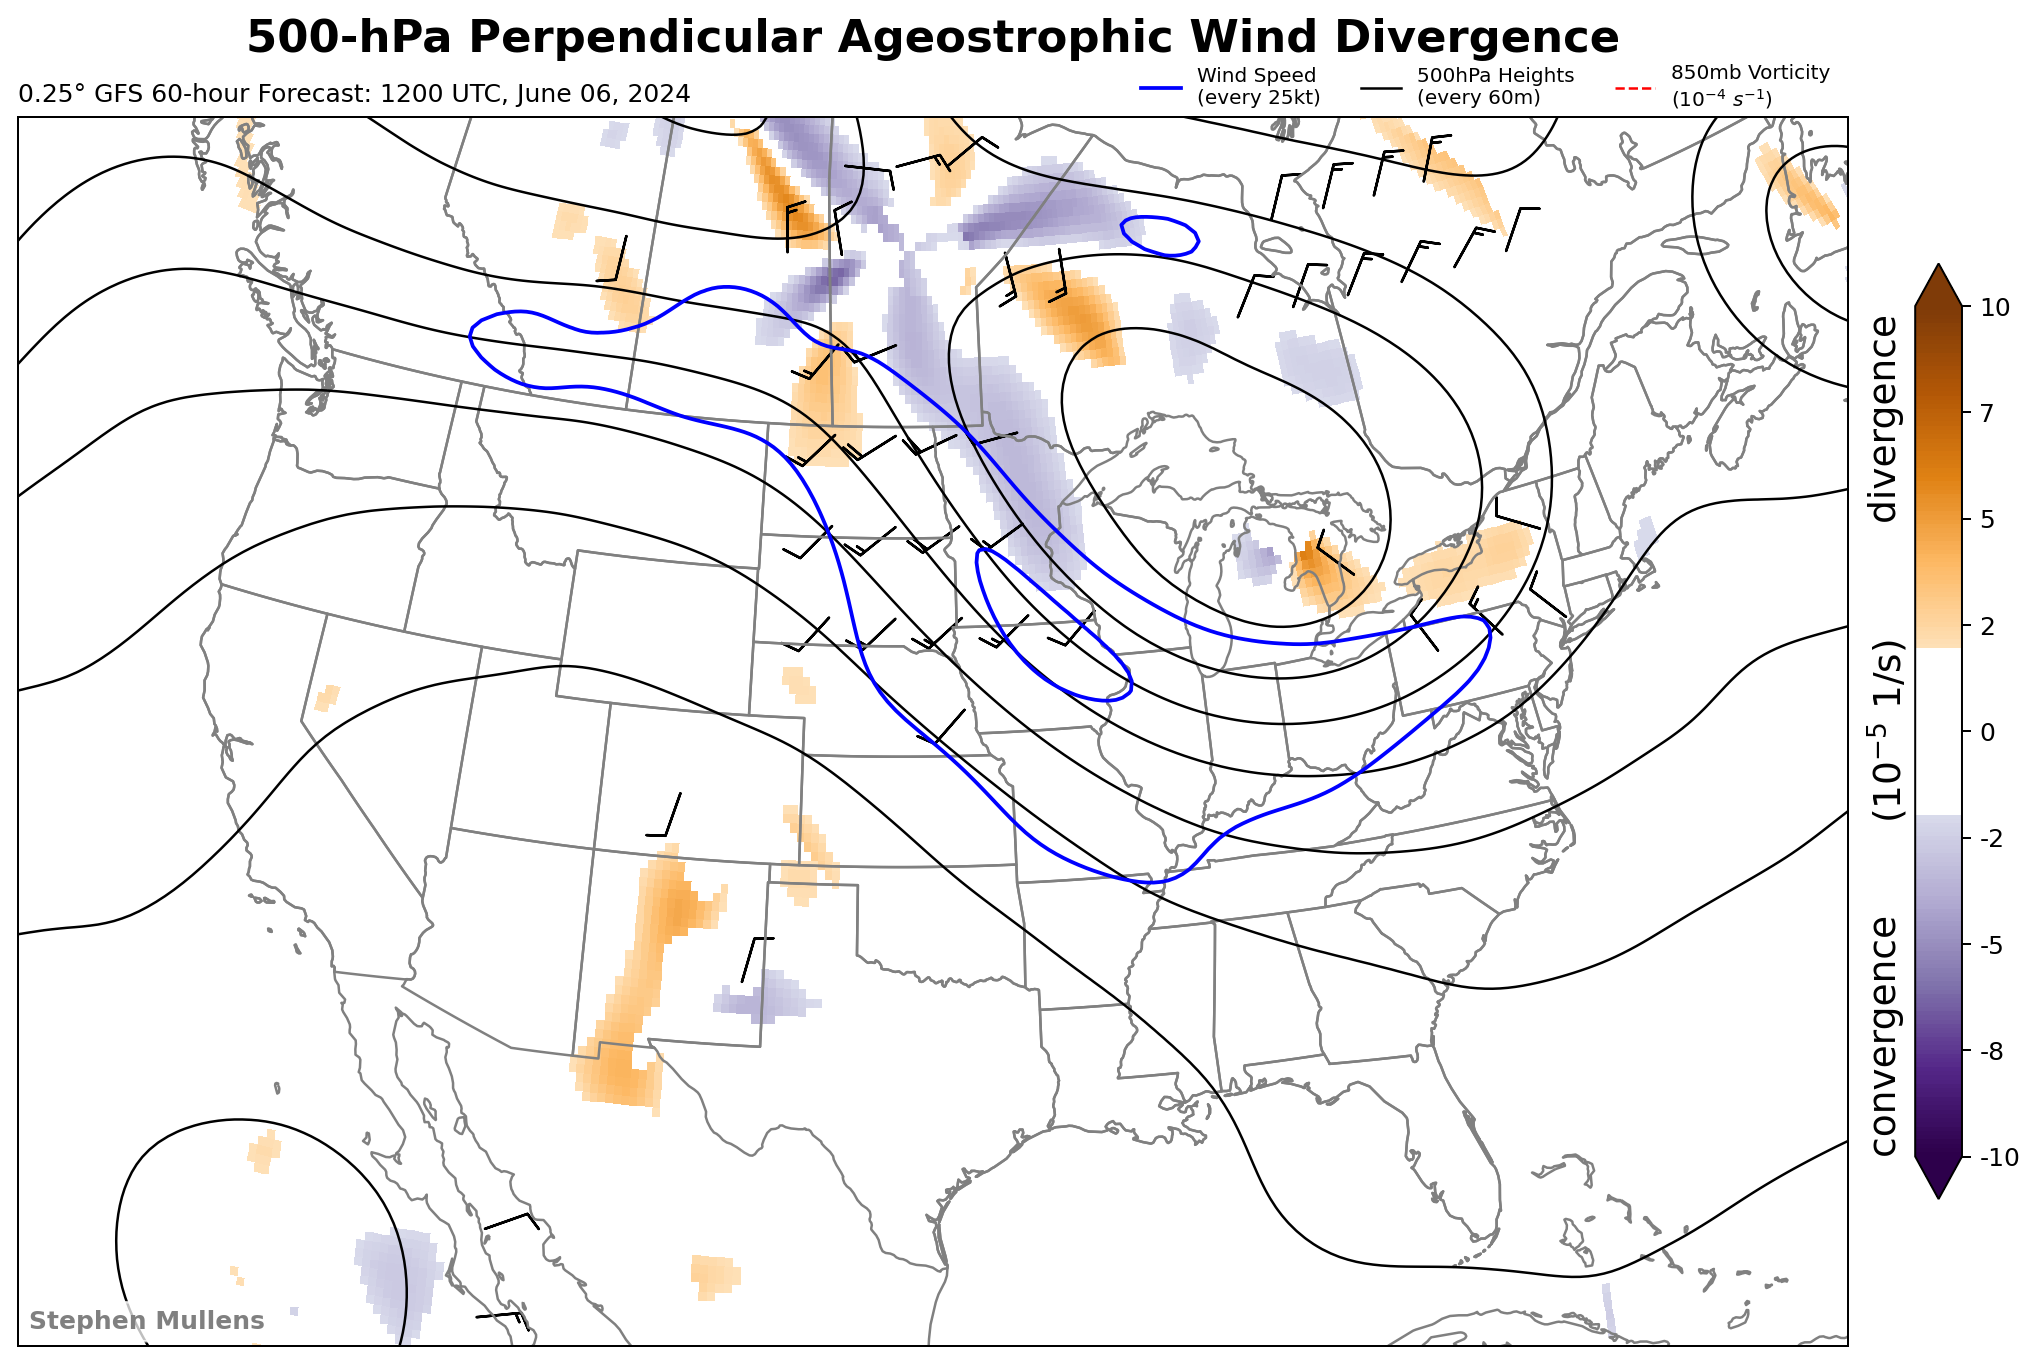 500-hPa Perpendicular Ageostrophic Wind Divergence
0.25° GFS 60-hour Forecast: 1200 UTC, June 06, 2024
Wind Speed
(every 25kt)
500hPa Heights
(every 60m)
850mb Vorticity
(10⁻⁴ s⁻¹)
10
7
5
2
0
-2
-5
-8
-10
convergence (10⁻⁵ 1/s) divergence
Stephen Mullens